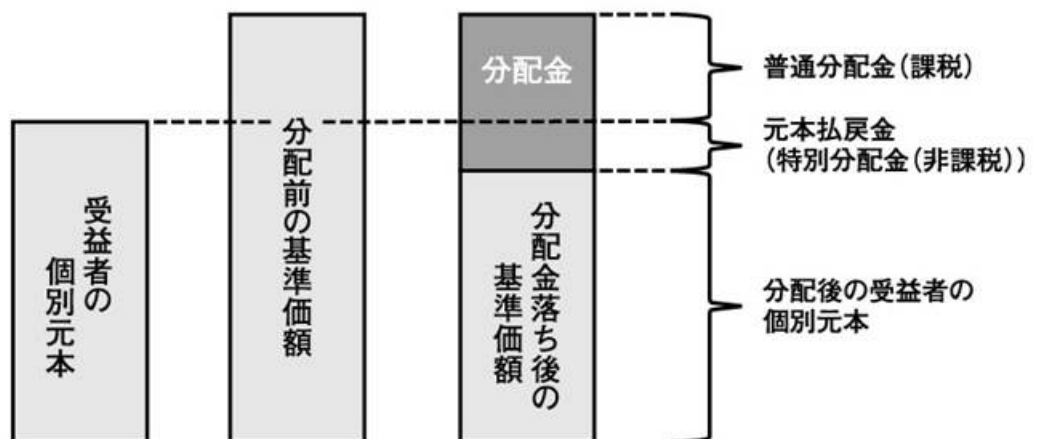 受益者の
個別元本
分配前の基準価額
分配金
分配金落ち後の
基準価額
普通分配金(課税)
元本払戻金
(特別分配金(非課税))
分配後の受益者の
個別元本